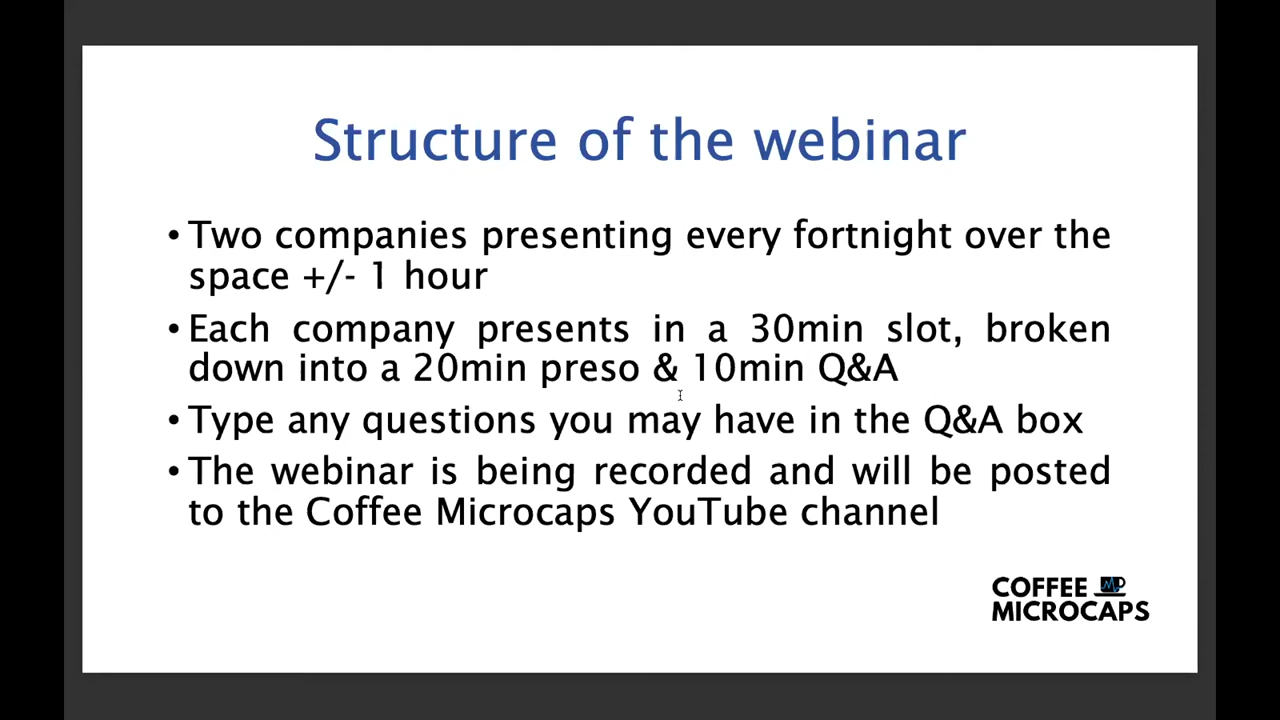 Structure of the webinar
• Two companies presenting every fortnight over the
space +/- 1 hour
• Each company presents in a 30min slot, broken
down into a 20min preso & 10min Q&A
• Type any questions you may have in the Q&A box
• The webinar is being recorded and will be posted
to the Coffee Microcaps YouTube channel
COFFEE
MICROCAPS